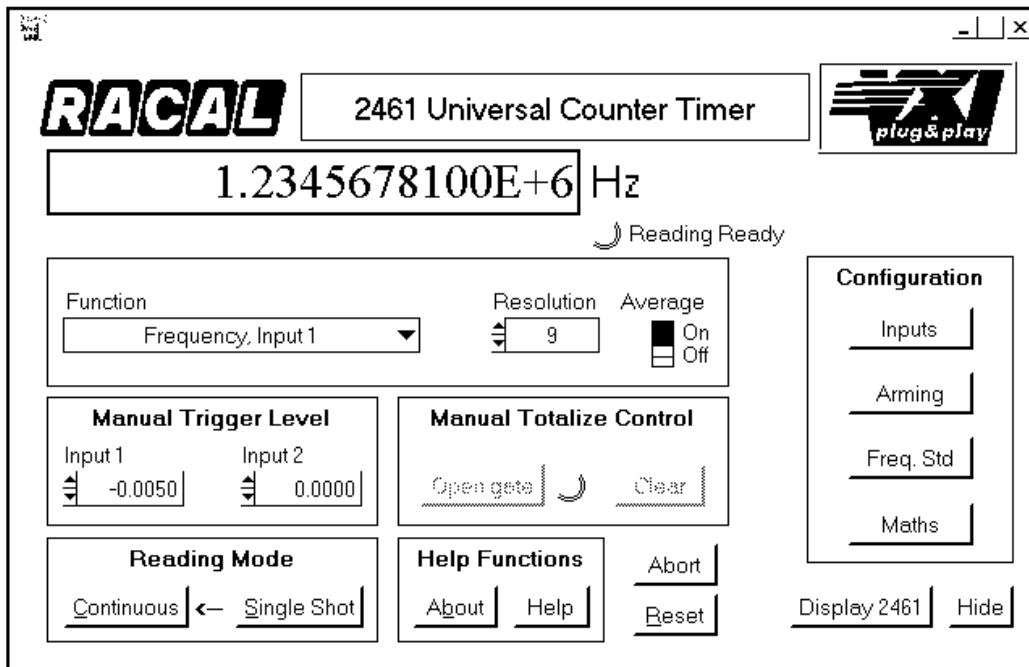 RACAL
2461 Universal Counter Timer
VXI
plug&play
1.2345678100E+6 Hz
Reading Ready
Function
Resolution
Average
Frequency, Input 1
9
On
Off
Configuration
Inputs
Arming
Freq. Std
Maths
Manual Trigger Level
Input 1
Input 2
-0.0050
0.0000
Manual Totalize Control
Open gate
Clear
Reading Mode
Continuous
Single Shot
Help Functions
About
Help
Abort
Reset
Display 2461
Hide